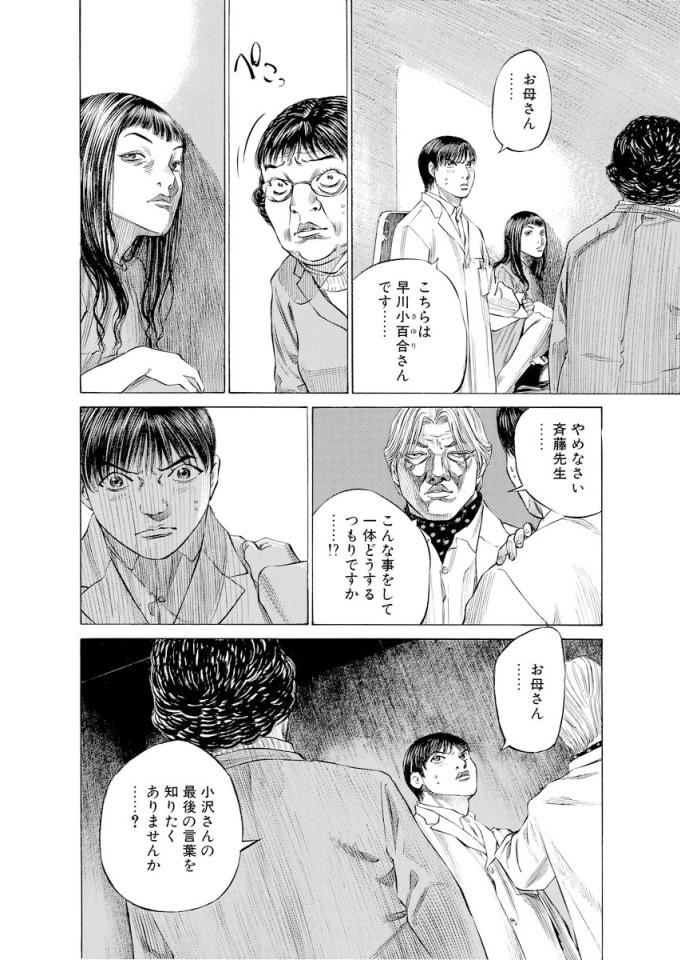 お母さん
……
こちらは
早川小百合さん
さゆり
です……
ぺこっ
やめなさい
斉藤先生
……
こんな事をして
一体どうする
つもりですか
……!?
お母さん
……
小沢さんの
最後の言葉を
知りたく
ありませんか
……?